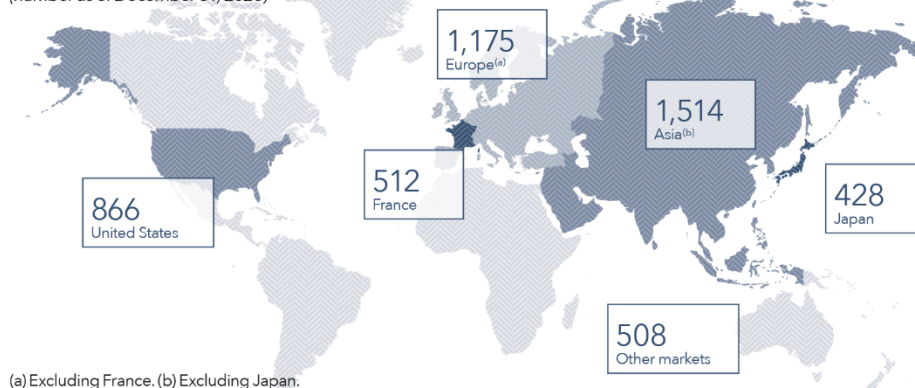 1,175
Europe(a)
1,514
Asia(b)
512
France
428
Japan
866
United States
508
Other markets
(a) Excluding France. (b) Excluding Japan.